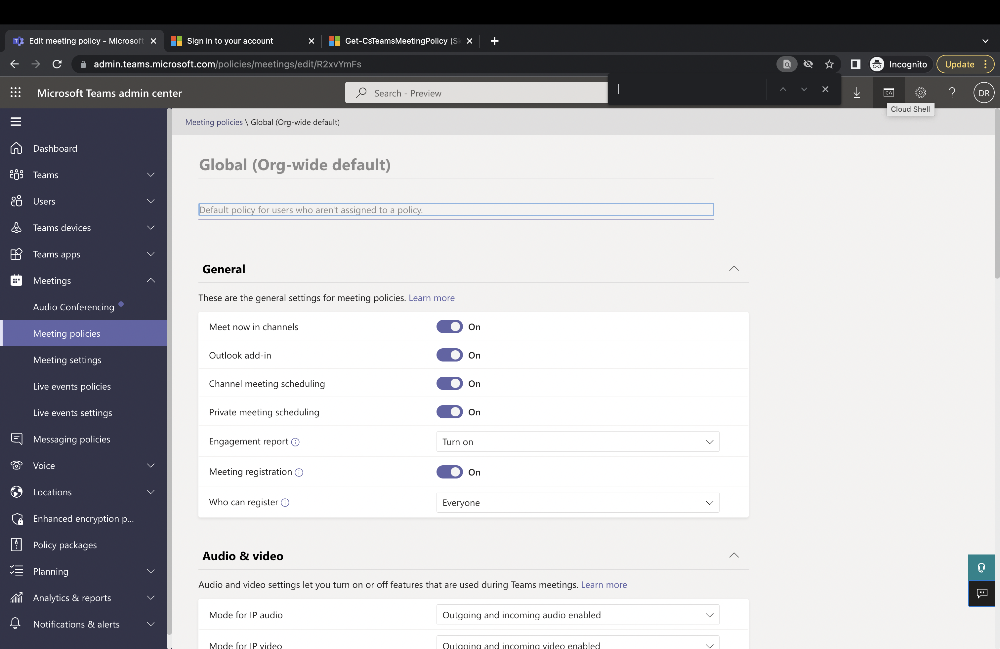 Edit meeting policy - Microsoft
Sign in to your account
Get-CsTeamsMeetingPolicy (Sk
admin.teams.microsoft.com/policies/meetings/edit/R2xvYmFs
Incognito
Update
Microsoft Teams admin center
Search - Preview
C:\
DR
Cloud Shell
Meeting policies \ Global (Org-wide default)
Dashboard
Teams
Users
Teams devices
Teams apps
Meetings
Audio Conferencing
Meeting policies
Meeting settings
Live events policies
Live events settings
Messaging policies
Voice
Locations
Enhanced encryption p...
Policy packages
Planning
Analytics & reports
Notifications & alerts
Global (Org-wide default)
Default policy for users who aren't assigned to a policy.
General
These are the general settings for meeting policies. Learn more
Meet now in channels On
Outlook add-in On
Channel meeting scheduling On
Private meeting scheduling On
Engagement report Turn on
Meeting registration On
Who can register Everyone
Audio & video
Audio and video settings let you turn on or off features that are used during Teams meetings. Learn more
Mode for IP audio Outgoing and incoming audio enabled
Mode for IP video Outgoing and incoming video enabled